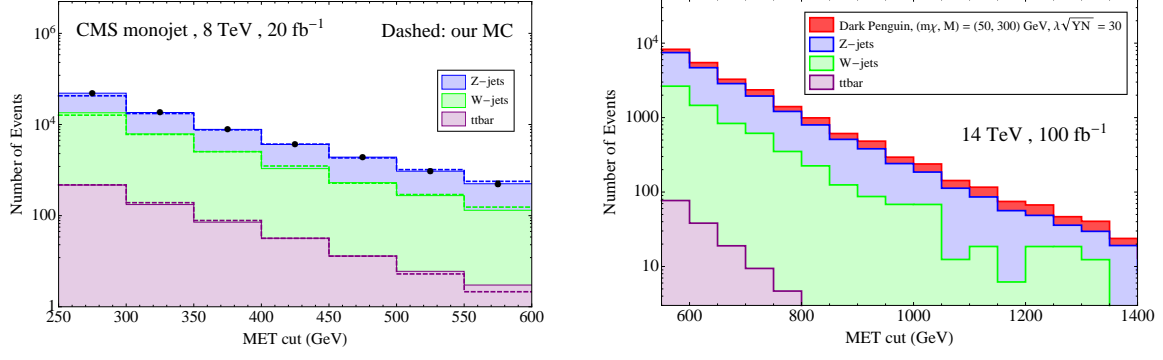 CMS monojet , 8 TeV , 20 fb⁻¹
Dashed: our MC
Z−jets
W−jets
ttbar
Number of Events
10⁶
10⁴
100
1
250 300 350 400 450 500 550 600
MET cut (GeV)
Dark Penguin, (mχ, M) = (50, 300) GeV, λ√YN = 30
Z−jets
W−jets
ttbar
14 TeV , 100 fb⁻¹
Number of Events
10⁴
1000
100
10
600 800 1000 1200 1400
MET cut (GeV)